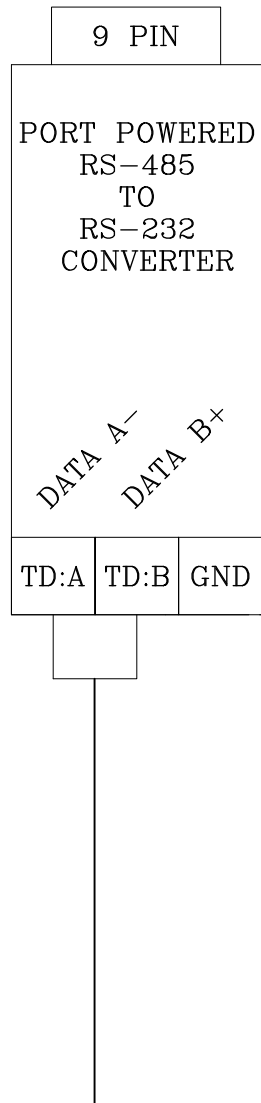 9 PIN
PORT POWERED
RS-485
TO
RS-232
CONVERTER
DATA A-
DATA B+
TD:A TD:B GND